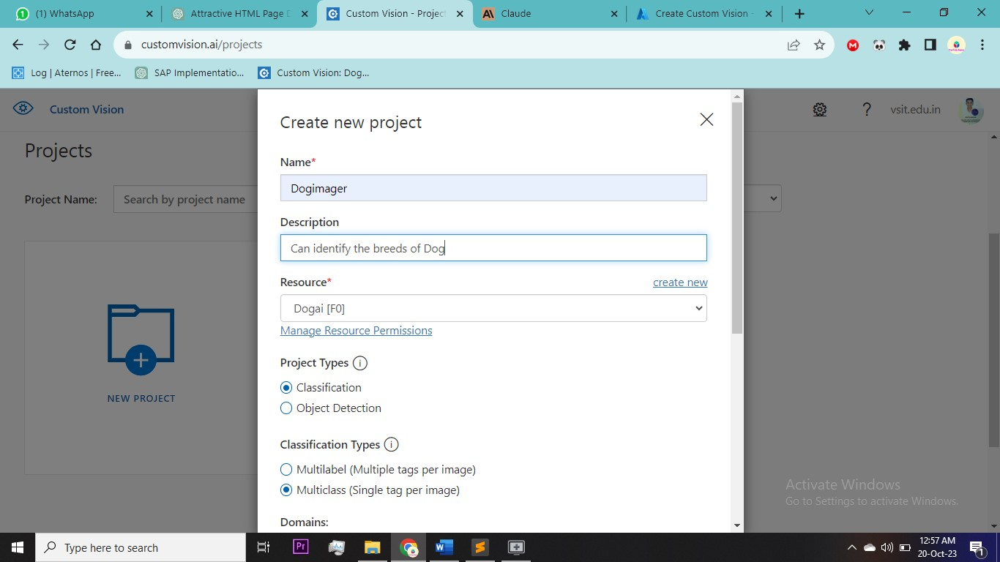 (1) WhatsApp
Attractive HTML Page D
Custom Vision - Projec
Claude
Create Custom Vision -
customvision.ai/projects
Log | Aternos | Free...
SAP Implementatio...
Custom Vision: Dog...
Custom Vision
vsit.edu.in
Projects
Project Name:
Search by project name
NEW PROJECT
Create new project
Name*
Dogimager
Description
Can identify the breeds of Dog
Resource*
create new
Dogai [F0]
Manage Resource Permissions
Project Types
Classification
Object Detection
Classification Types
Multilabel (Multiple tags per image)
Multiclass (Single tag per image)
Domains:
Activate Windows
Go to Settings to activate Windows.
Type here to search
Pr
12:57 AM
20-Oct-23
1